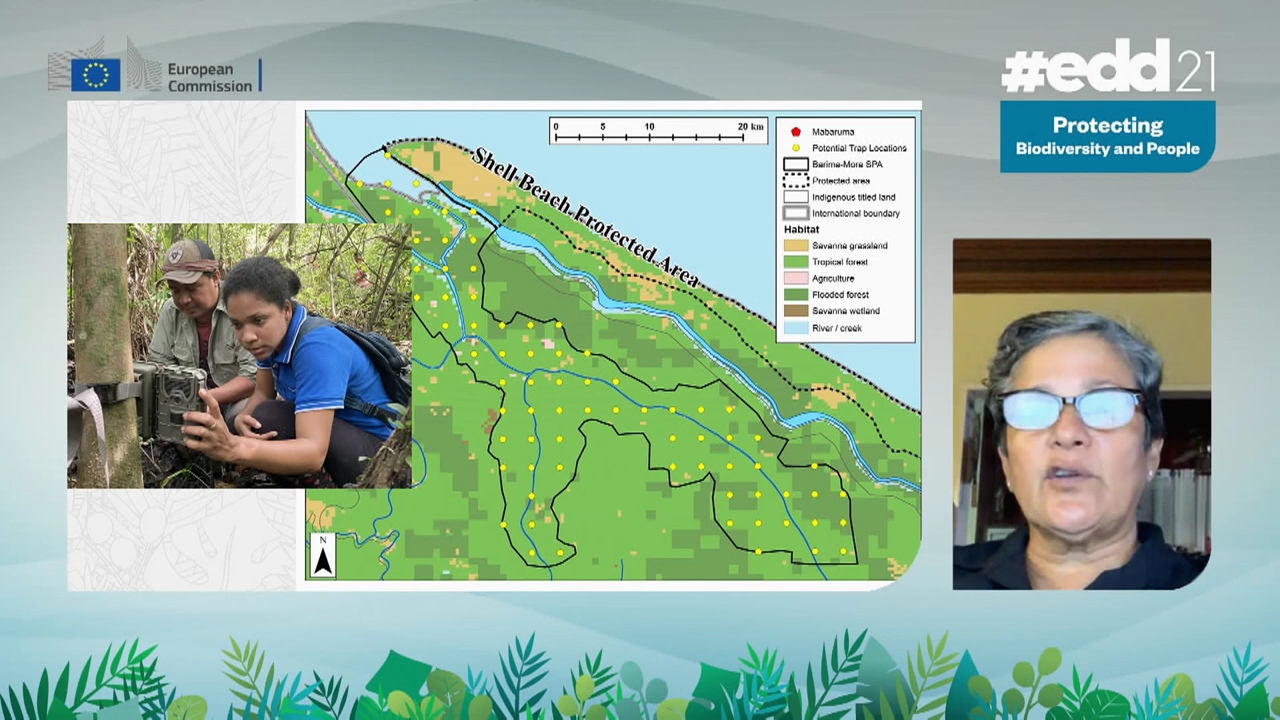 European
Commission
#edd21
Protecting
Biodiversity and People
0 5 10 20 km
Shell Beach Protected Area
Mabaruma
Potential Trap Locations
Barima-Mora SPA
Protected area
Indigenous titled land
International boundary
Habitat
Savanna grassland
Tropical forest
Agriculture
Flooded forest
Savanna wetland
River / creek
N